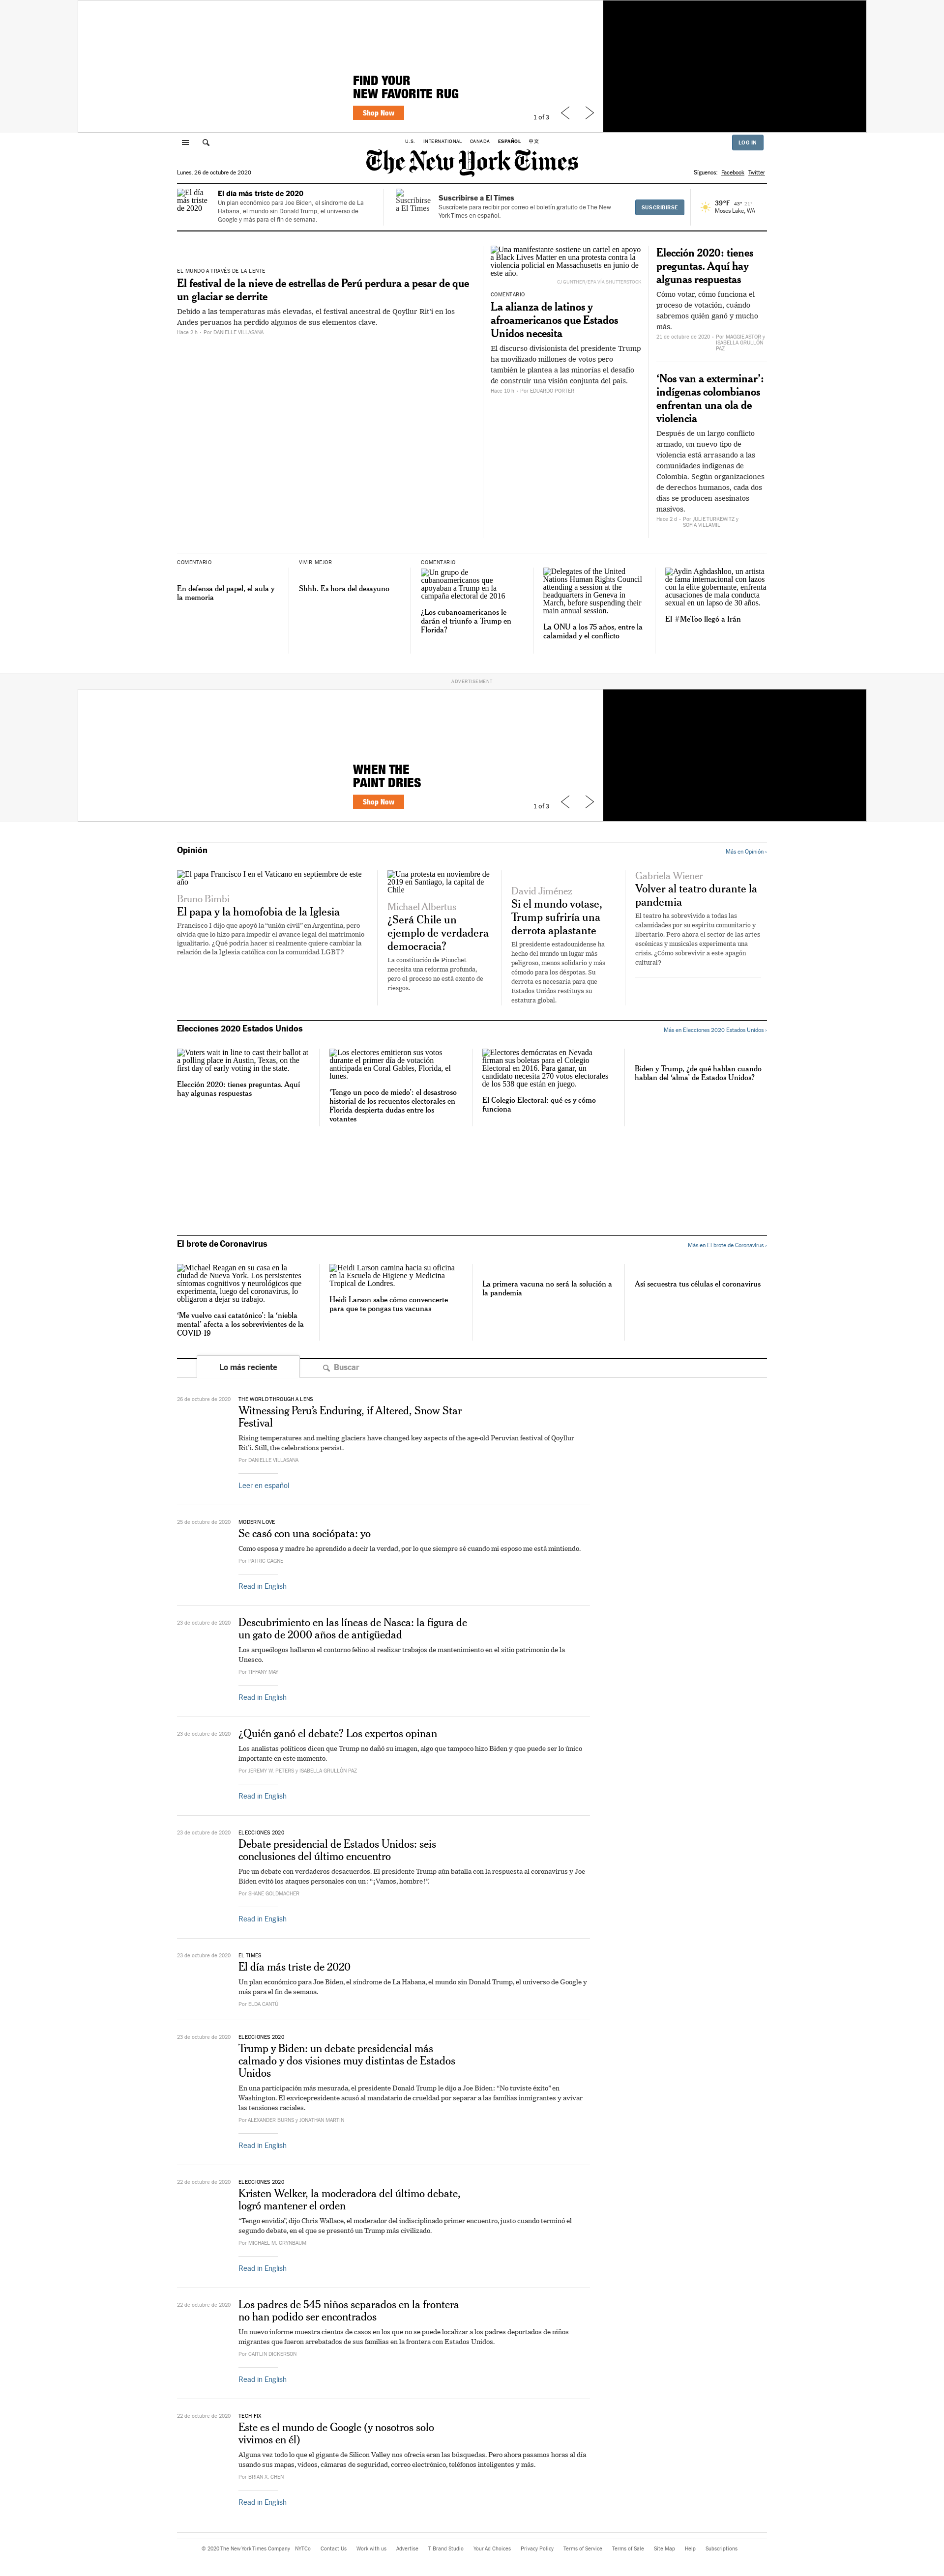 FIND YOUR
NEW FAVORITE RUG
Shop Now
1 of 3
U.S.
INTERNATIONAL
CANADA
ESPAÑOL
中文
LOG IN
The New York Times
Lunes, 26 de octubre de 2020
Síguenos:
Facebook
Twitter
El día
más triste
de 2020
El día más triste de 2020
Un plan económico para Joe Biden, el síndrome de La
Habana, el mundo sin Donald Trump, el universo de
Google y más para el fin de semana.
Suscribirse
a El Times
Suscribirse a El Times
Suscríbete para recibir por correo el boletín gratuito de The New
York Times en español.
SUSCRIBIRSE
39°F
43°
21°
Moses Lake, WA
EL MUNDO A TRAVÉS DE LA LENTE
El festival de la nieve de estrellas de Perú perdura a pesar de que
un glaciar se derrite
Debido a las temperaturas más elevadas, el festival ancestral de Qoyllur Rit'i en los
Andes peruanos ha perdido algunos de sus elementos clave.
Hace 2 h – Por DANIELLE VILLASANA
Una manifestante sostiene un cartel en apoyo
a Black Lives Matter en una protesta contra la
violencia policial en Massachusetts en junio de
este año.
CJ GUNTHER/EPA VÍA SHUTTERSTOCK
COMENTARIO
La alianza de latinos y
afroamericanos que Estados
Unidos necesita
El discurso divisionista del presidente Trump
ha movilizado millones de votos pero
también le plantea a las minorías el desafío
de construir una visión conjunta del país.
Hace 10 h – Por EDUARDO PORTER
Elección 2020: tienes
preguntas. Aquí hay
algunas respuestas
Cómo votar, cómo funciona el
proceso de votación, cuándo
sabremos quién ganó y mucho
más.
21 de octubre de 2020 – Por MAGGIE ASTOR y
ISABELLA GRULLÓN
PAZ
‘Nos van a exterminar’:
indígenas colombianos
enfrentan una ola de
violencia
Después de un largo conflicto
armado, un nuevo tipo de
violencia está arrasando a las
comunidades indígenas de
Colombia. Según organizaciones
de derechos humanos, cada dos
días se producen asesinatos
masivos.
Hace 2 d – Por JULIE TURKEWITZ y
SOFÍA VILLAMIL
COMENTARIO
En defensa del papel, el aula y
la memoria
VIVIR MEJOR
Shhh. Es hora del desayuno
COMENTARIO
Un grupo de
cubanoamericanos que
apoyaban a Trump en la
campaña electoral de 2016
¿Los cubanoamericanos le
darán el triunfo a Trump en
Florida?
Delegates of the United
Nations Human Rights Council
attending a session at the
headquarters in Geneva in
March, before suspending their
main annual session.
La ONU a los 75 años, entre la
calamidad y el conflicto
Aydin Aghdashloo, un artista
de fama internacional con lazos
con la élite gobernante, enfrenta
acusaciones de mala conducta
sexual en un lapso de 30 años.
El #MeToo llegó a Irán
ADVERTISEMENT
WHEN THE
PAINT DRIES
Shop Now
1 of 3
Opinión
Más en Opinión ›
El papa Francisco I en el Vaticano en septiembre de este
año
Bruno Bimbi
El papa y la homofobia de la Iglesia
Francisco I dijo que apoyó la “unión civil” en Argentina, pero
olvida que lo hizo para impedir el fin de la exclusión legal del matrimonio
igualitario. ¿Qué podría hacer si realmente quiere cambiar la
relación de la Iglesia católica con la comunidad LGBT?
Una protesta en noviembre de
2019 en Santiago, la capital de
Chile
Michael Albertus
¿Será Chile un
ejemplo de verdadera
democracia?
La constitución de Pinochet
necesita una reforma profunda,
pero el proceso no está exento de
riesgos.
David Jiménez
Si el mundo votase,
Trump sufriría una
derrota aplastante
El presidente estadounidense ha
hecho del mundo un lugar más
peligroso, menos solidario y más
cómodo para los déspotas. Su
derrota es necesaria para que
Estados Unidos restituya su
estatura global.
Gabriela Wiener
Volver al teatro durante la
pandemia
El teatro ha sobrevivido a todas las
calamidades por su espíritu comunitario y
libertario. Pero ahora el sector de las artes
escénicas y musicales experimenta una
crisis. ¿Cómo sobrevivir a este apagón
cultural?
Elecciones 2020 Estados Unidos
Más en Elecciones 2020 Estados Unidos ›
Voters wait in line to cast their ballot at
a polling place in Austin, Texas, on the
first day of early voting in the state.
Elección 2020: tienes preguntas. Aquí
hay algunas respuestas
Los electores emitieron sus votos
durante el primer día de votación
anticipada en Coral Gables, Florida, el
lunes.
‘Tengo un poco de miedo’: el desastroso
historial de los recuentos electorales en
Florida despierta dudas entre los
votantes
Electores demócratas en Nevada
firman sus boletas para el Colegio
Electoral en 2016. Para ganar, un
candidato necesita 270 votos electorales
de los 538 que están en juego.
El Colegio Electoral: qué es y cómo
funciona
Biden y Trump, ¿de qué hablan cuando
hablan del ‘alma’ de Estados Unidos?
El brote de Coronavirus
Más en El brote de Coronavirus ›
Michael Reagan en su casa en la
ciudad de Nueva York. Los persistentes
síntomas cognitivos y neurológicos que
experimenta, luego del coronavirus, lo
obligaron a dejar su trabajo.
‘Me vuelvo casi catatónico’: la ‘niebla
mental’ afecta a los sobrevivientes de la
COVID-19
Heidi Larson camina hacia su oficina
en la Escuela de Higiene y Medicina
Tropical de Londres.
Heidi Larson sabe cómo convencerte
para que te pongas tus vacunas
La primera vacuna no será la solución a
la pandemia
Así secuestra tus células el coronavirus
Lo más reciente
Buscar
26 de octubre de 2020
THE WORLD THROUGH A LENS
Witnessing Peru’s Enduring, if Altered, Snow Star
Festival
Rising temperatures and melting glaciers have changed key aspects of the age-old Peruvian festival of Qoyllur
Rit'i. Still, the celebrations persist.
Por DANIELLE VILLASANA
Leer en español
25 de octubre de 2020
MODERN LOVE
Se casó con una sociópata: yo
Como esposa y madre he aprendido a decir la verdad, por lo que siempre sé cuando mi esposo me está mintiendo.
Por PATRIC GAGNE
Read in English
23 de octubre de 2020
Descubrimiento en las líneas de Nasca: la figura de
un gato de 2000 años de antigüedad
Los arqueólogos hallaron el contorno felino al realizar trabajos de mantenimiento en el sitio patrimonio de la
Unesco.
Por TIFFANY MAY
Read in English
23 de octubre de 2020
¿Quién ganó el debate? Los expertos opinan
Los analistas políticos dicen que Trump no dañó su imagen, algo que tampoco hizo Biden y que puede ser lo único
importante en este momento.
Por JEREMY W. PETERS y ISABELLA GRULLÓN PAZ
Read in English
23 de octubre de 2020
ELECCIONES 2020
Debate presidencial de Estados Unidos: seis
conclusiones del último encuentro
Fue un debate con verdaderos desacuerdos. El presidente Trump aún batalla con la respuesta al coronavirus y Joe
Biden evitó los ataques personales con un: “¡Vamos, hombre!”.
Por SHANE GOLDMACHER
Read in English
23 de octubre de 2020
EL TIMES
El día más triste de 2020
Un plan económico para Joe Biden, el síndrome de La Habana, el mundo sin Donald Trump, el universo de Google y
más para el fin de semana.
Por ELDA CANTÚ
23 de octubre de 2020
ELECCIONES 2020
Trump y Biden: un debate presidencial más
calmado y dos visiones muy distintas de Estados
Unidos
En una participación más mesurada, el presidente Donald Trump le dijo a Joe Biden: “No tuviste éxito” en
Washington. El exvicepresidente acusó al mandatario de crueldad por separar a las familias inmigrantes y avivar
las tensiones raciales.
Por ALEXANDER BURNS y JONATHAN MARTIN
Read in English
22 de octubre de 2020
ELECCIONES 2020
Kristen Welker, la moderadora del último debate,
logró mantener el orden
“Tengo envidia”, dijo Chris Wallace, el moderador del indisciplinado primer encuentro, justo cuando terminó el
segundo debate, en el que se presentó un Trump más civilizado.
Por MICHAEL M. GRYNBAUM
Read in English
22 de octubre de 2020
Los padres de 545 niños separados en la frontera
no han podido ser encontrados
Un nuevo informe muestra cientos de casos en los que no se puede localizar a los padres deportados de niños
migrantes que fueron arrebatados de sus familias en la frontera con Estados Unidos.
Por CAITLIN DICKERSON
Read in English
22 de octubre de 2020
TECH FIX
Este es el mundo de Google (y nosotros solo
vivimos en él)
Alguna vez todo lo que el gigante de Silicon Valley nos ofrecía eran las búsquedas. Pero ahora pasamos horas al día
usando sus mapas, videos, cámaras de seguridad, correo electrónico, teléfonos inteligentes y más.
Por BRIAN X. CHEN
Read in English
© 2020 The New York Times Company
NYTCo
Contact Us
Work with us
Advertise
T Brand Studio
Your Ad Choices
Privacy Policy
Terms of Service
Terms of Sale
Site Map
Help
Subscriptions